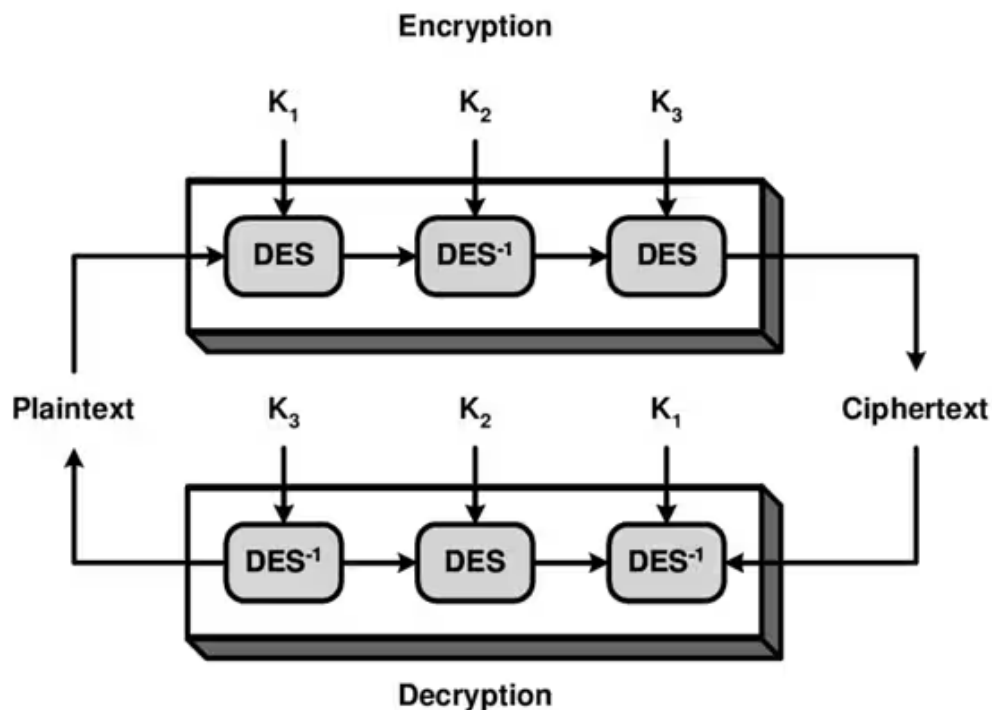 Encryption
K₁ K₂ K₃
DES DES⁻¹ DES
Plaintext K₃ K₂ K₁ Ciphertext
DES⁻¹ DES DES⁻¹
Decryption